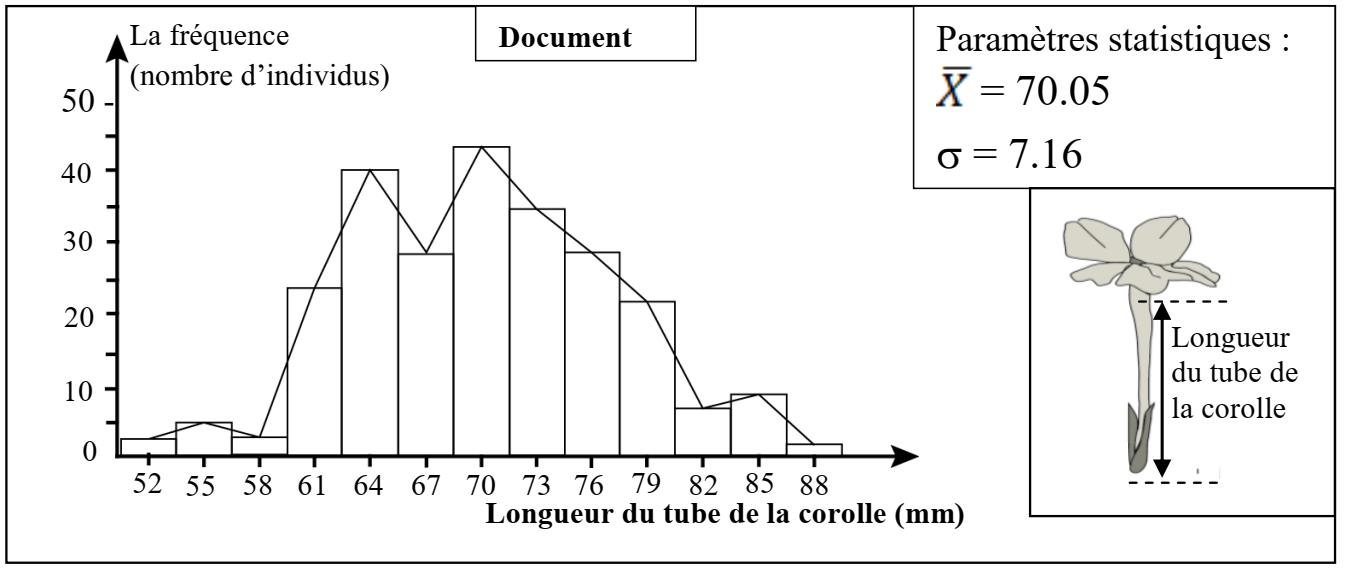 La fréquence
(nombre d’individus)
Document
Paramètres statistiques :
X̅ = 70.05
σ = 7.16
50
40
30
20
10
0
52 55 58 61 64 67 70 73 76 79 82 85 88
Longueur du tube de la corolle (mm)
Longueur
du tube de
la corolle